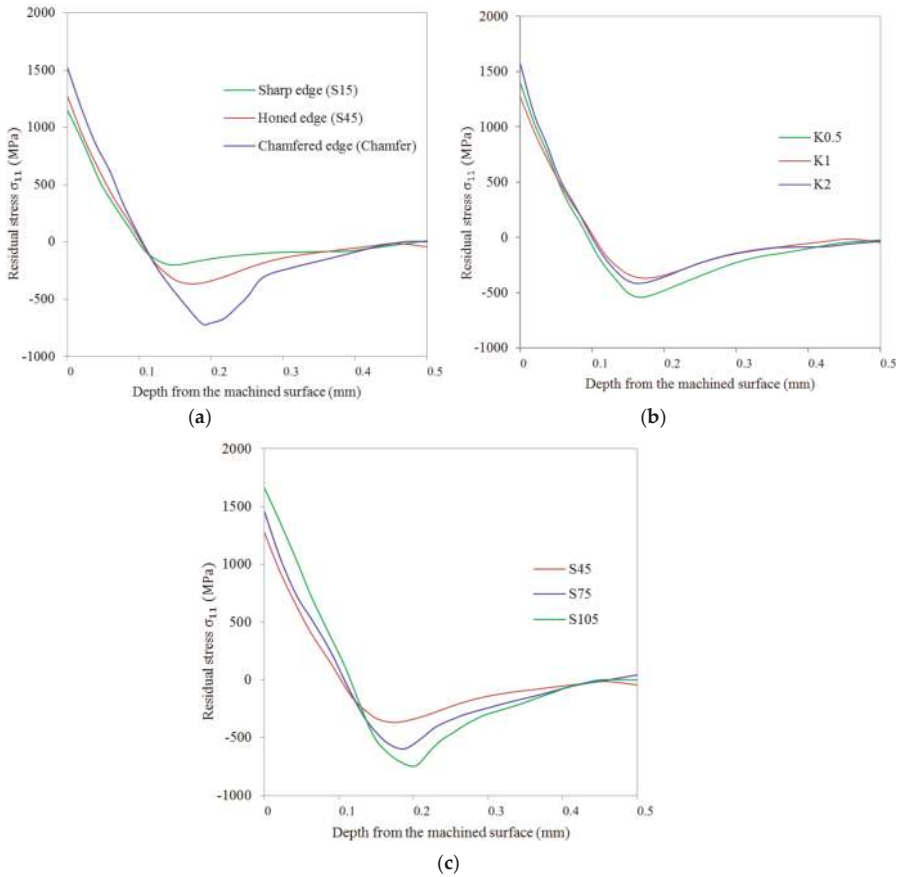 2000
1500
1000
500
0
-500
-1000
Residual stress σ₁₁ (MPa)
Sharp edge (S15)
Honed edge (S45)
Chamfered edge (Chamfer)
0 0.1 0.2 0.3 0.4 0.5
Depth from the machined surface (mm)
(a)
2000
1500
1000
500
0
-500
-1000
Residual stress σ₁₁ (MPa)
K0.5
K1
K2
0 0.1 0.2 0.3 0.4 0.5
Depth from the machined surface (mm)
(b)
2000
1500
1000
500
0
-500
-1000
Residual stress σ₁₁ (MPa)
S45
S75
S105
0 0.1 0.2 0.3 0.4 0.5
Depth from the machined surface (mm)
(c)